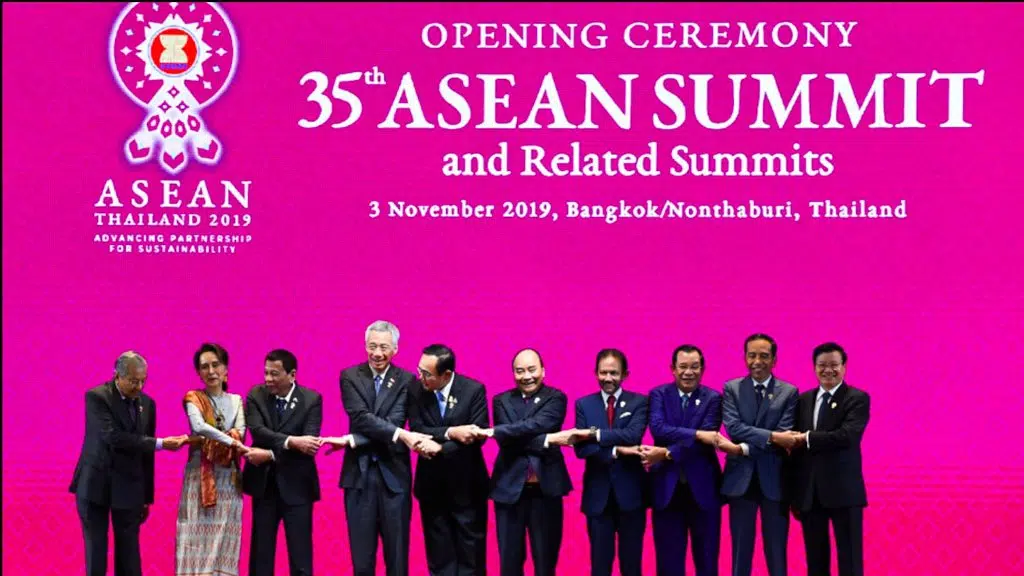 OPENING CEREMONY
35th ASEAN SUMMIT
and Related Summits
3 November 2019, Bangkok/Nonthaburi, Thailand
ASEAN
THAILAND 2019
ADVANCING PARTNERSHIP
FOR SUSTAINABILITY